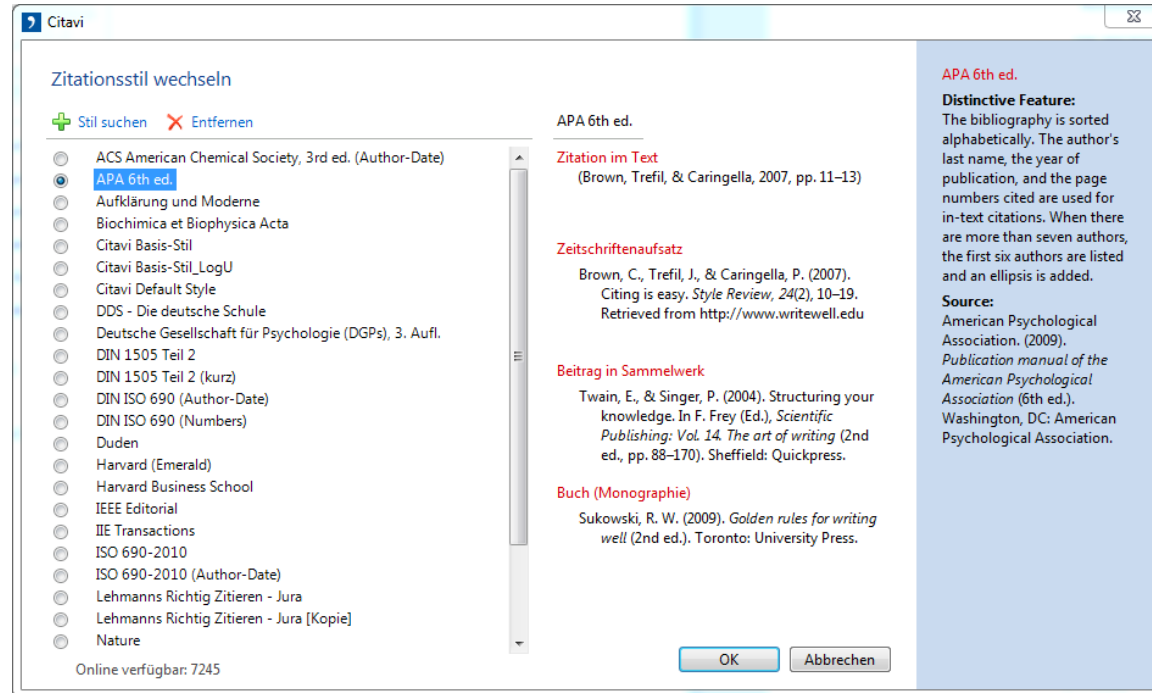 Citavi
Zitationsstil wechseln
Stil suchen Entfernen
ACS American Chemical Society, 3rd ed. (Author-Date)
APA 6th ed.
Aufklärung und Moderne
Biochimica et Biophysica Acta
Citavi Basis-Stil
Citavi Basis-Stil_LogU
Citavi Default Style
DDS - Die deutsche Schule
Deutsche Gesellschaft für Psychologie (DGPs), 3. Aufl.
DIN 1505 Teil 2
DIN 1505 Teil 2 (kurz)
DIN ISO 690 (Author-Date)
DIN ISO 690 (Numbers)
Duden
Harvard (Emerald)
Harvard Business School
IEEE Editorial
IIE Transactions
ISO 690-2010
ISO 690-2010 (Author-Date)
Lehmanns Richtig Zitieren - Jura
Lehmanns Richtig Zitieren - Jura [Kopie]
Nature
Online verfügbar: 7245
APA 6th ed.
Zitation im Text
(Brown, Trefil, & Caringella, 2007, pp. 11–13)
Zeitschriftenaufsatz
Brown, C., Trefil, J., & Caringella, P. (2007).
Citing is easy. Style Review, 24(2), 10–19.
Retrieved from http://www.writewell.edu
Beitrag in Sammelwerk
Twain, E., & Singer, P. (2004). Structuring your
knowledge. In F. Frey (Ed.), Scientific
Publishing: Vol. 14. The art of writing (2nd
ed., pp. 88–170). Sheffield: Quickpress.
Buch (Monographie)
Sukowski, R. W. (2009). Golden rules for writing
well (2nd ed.). Toronto: University Press.
OK Abbrechen
APA 6th ed.
Distinctive Feature:
The bibliography is sorted
alphabetically. The author's
last name, the year of
publication, and the page
numbers cited are used for
in-text citations. When there
are more than seven authors,
the first six authors are listed
and an ellipsis is added.
Source:
American Psychological
Association. (2009).
Publication manual of the
American Psychological
Association (6th ed.).
Washington, DC: American
Psychological Association.